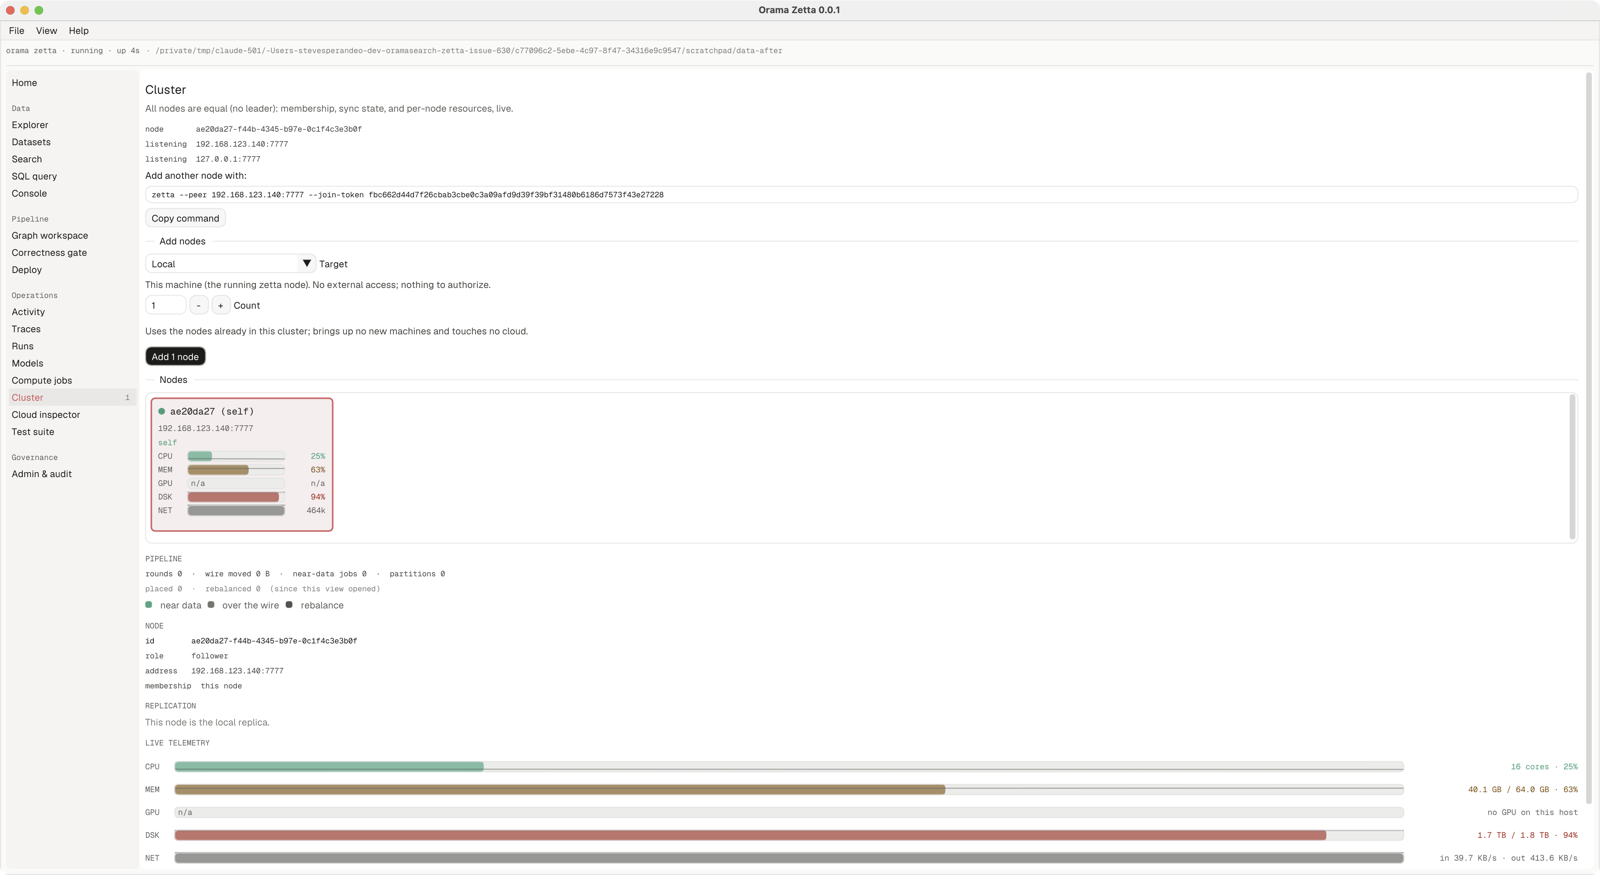 Orama Zetta 0.0.1
File View Help
orama zetta · running · up 4s · /private/tmp/claude-501/-Users-stevesperandeo-dev-oramasearch-zetta-issue-630/c77096c2-5ebe-4c97-8f47-34316e9c9547/scratchpad/data-after
Home
Data
Explorer
Datasets
Search
SQL query
Console
Pipeline
Graph workspace
Correctness gate
Deploy
Operations
Activity
Traces
Runs
Models
Compute jobs
Cluster 1
Cloud inspector
Test suite
Governance
Admin & audit
Cluster
All nodes are equal (no leader): membership, sync state, and per-node resources, live.
node ae20da27-f44b-4345-b97e-0c1f4c3e3b0f
listening 192.168.123.140:7777
listening 127.0.0.1:7777
Add another node with:
zetta --peer 192.168.123.140:7777 --join-token fbc662d44d7f26cbab3cbe0c3a09afd9d39f39bf31480b6186d7573f43e27228
Copy command
Add nodes
Local ▼ Target
This machine (the running zetta node). No external access; nothing to authorize.
1 - + Count
Uses the nodes already in this cluster; brings up no new machines and touches no cloud.
Add 1 node
Nodes
ae20da27 (self)
192.168.123.140:7777
self
CPU 25%
MEM 63%
GPU n/a n/a
DSK 94%
NET 464k
PIPELINE
rounds 0 · wire moved 0 B · near-data jobs 0 · partitions 0
placed 0 · rebalanced 0 (since this view opened)
near data over the wire rebalance
NODE
id ae20da27-f44b-4345-b97e-0c1f4c3e3b0f
role follower
address 192.168.123.140:7777
membership this node
REPLICATION
This node is the local replica.
LIVE TELEMETRY
CPU 16 cores · 25%
MEM 40.1 GB / 64.0 GB · 63%
GPU n/a no GPU on this host
DSK 1.7 TB / 1.8 TB · 94%
NET in 39.7 KB/s · out 413.6 KB/s